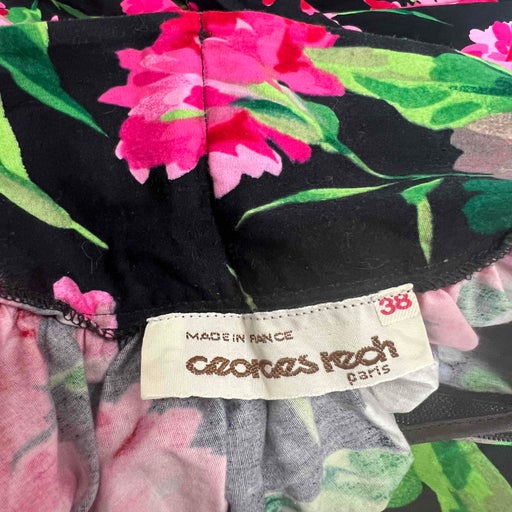 38
MADE IN FRANCE
Georges rech
paris